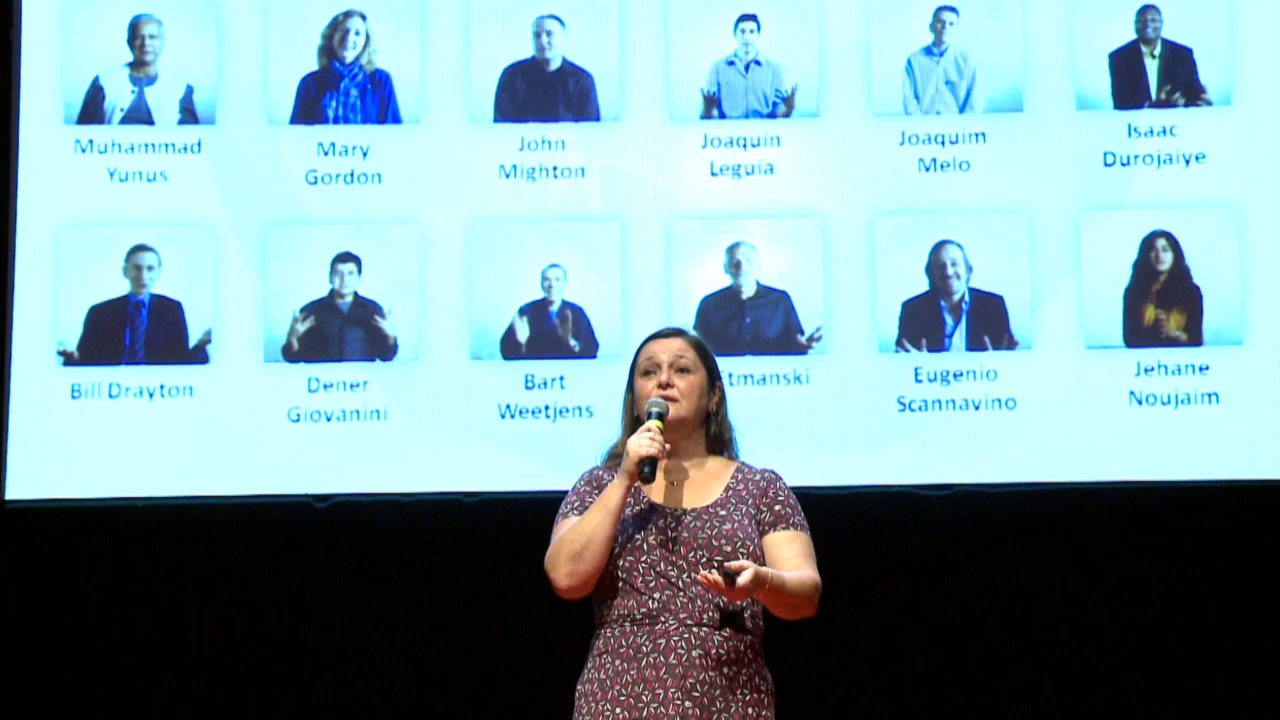 Muhammad
Yunus
Mary
Gordon
John
Mighton
Joaquin
Leguia
Joaquim
Melo
Isaac
Durojaiye
Bill Drayton
Dener
Giovanini
Bart
Weetjens
tmanski
Eugenio
Scannavino
Jehane
Noujaim